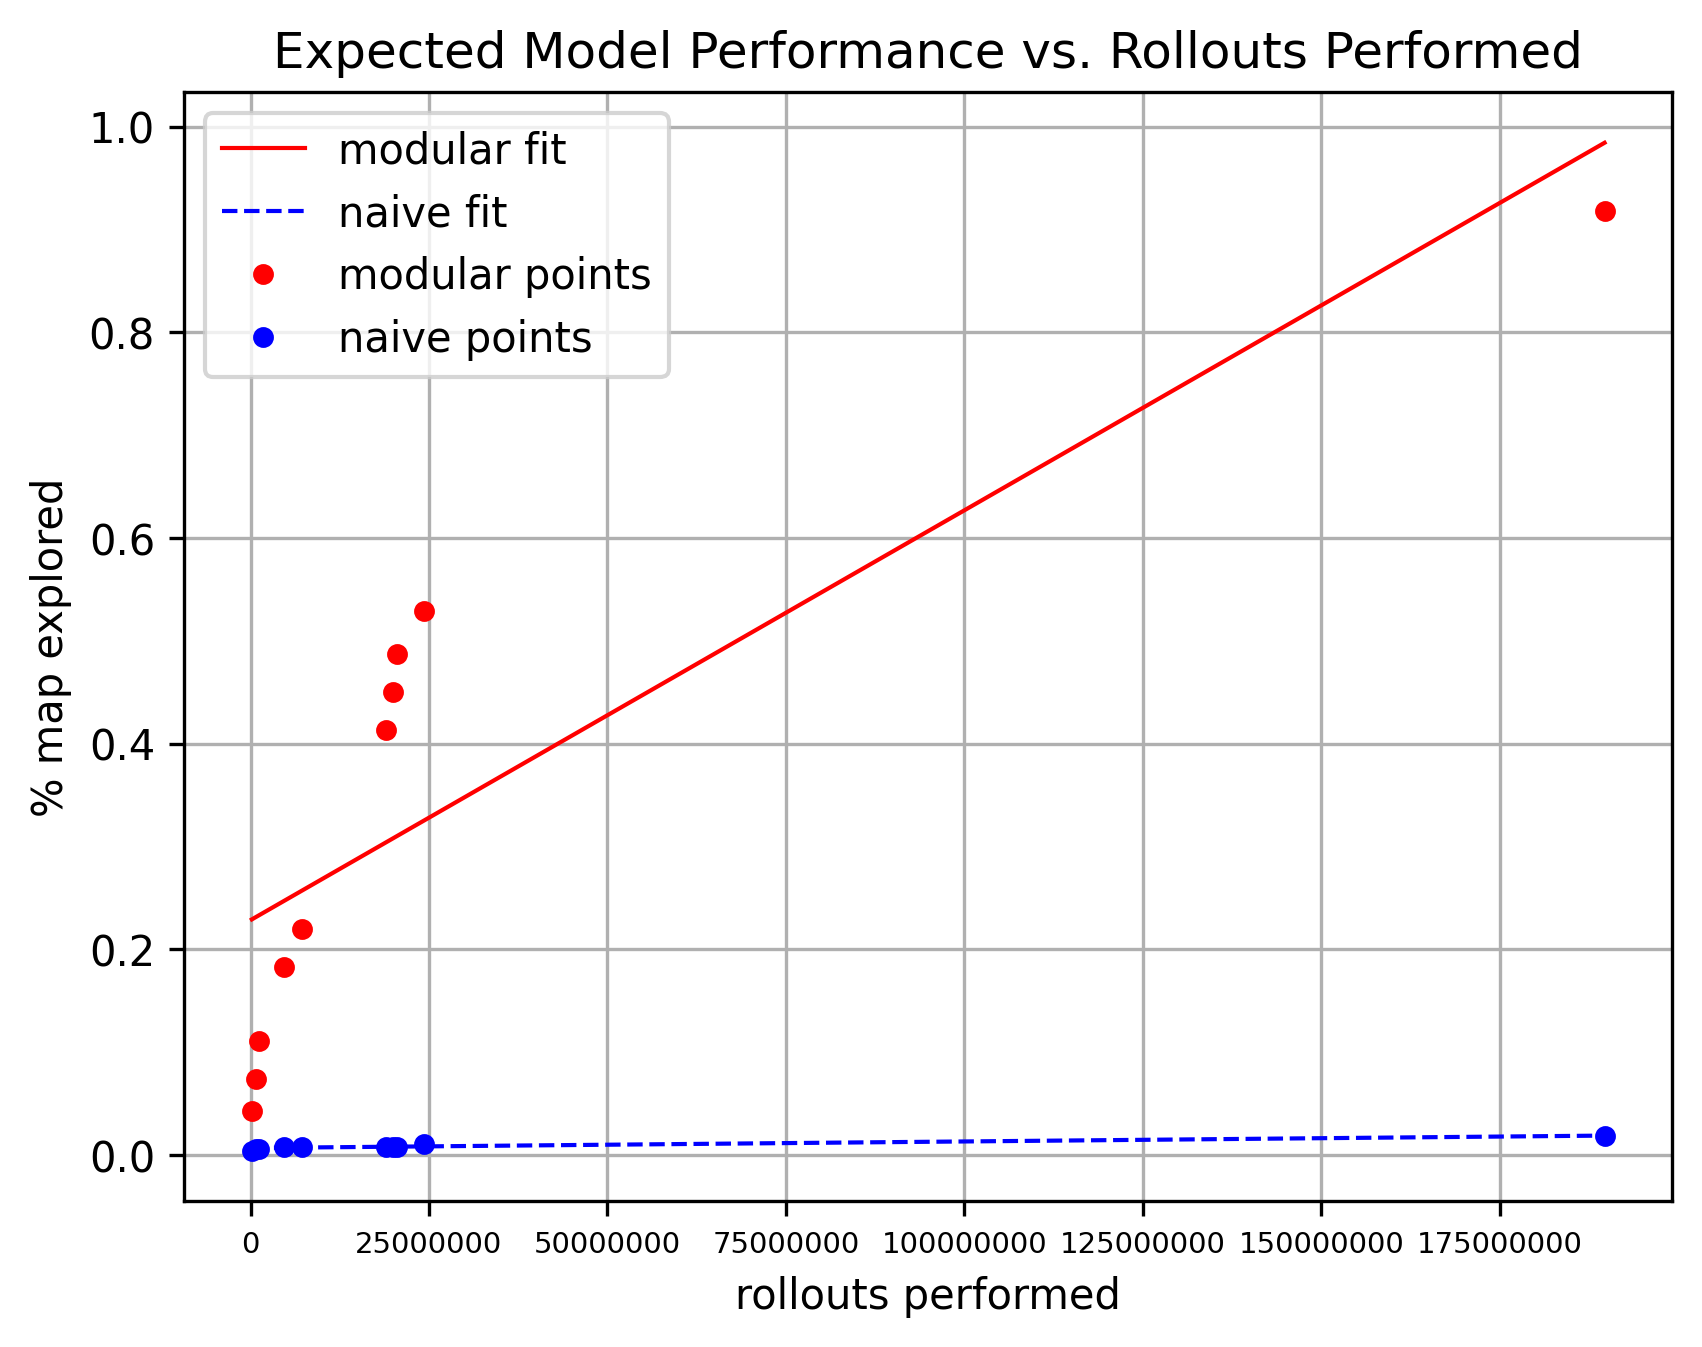 Expected Model Performance vs. Rollouts Performed
modular fit
naive fit
modular points
naive points
1.0
0.8
0.6
0.4
0.2
0.0
% map explored
0 25000000 50000000 75000000 100000000 125000000 150000000 175000000
rollouts performed